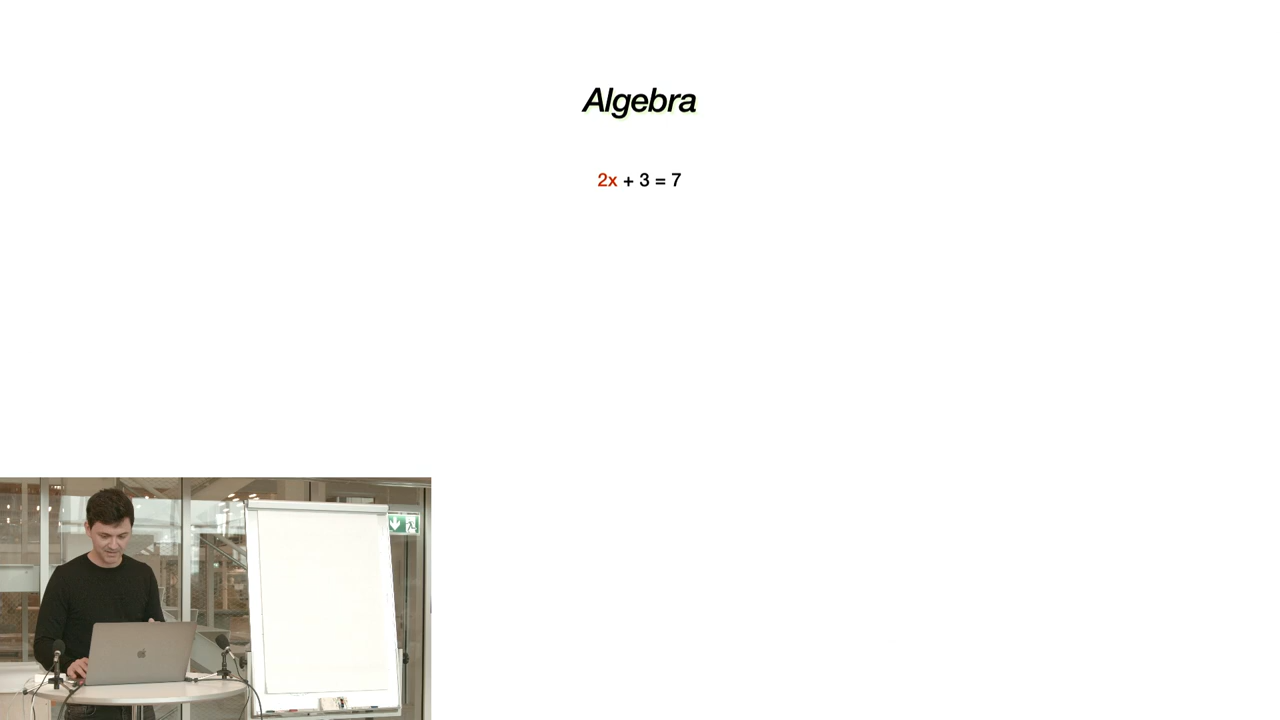 Algebra
2x + 3 = 7